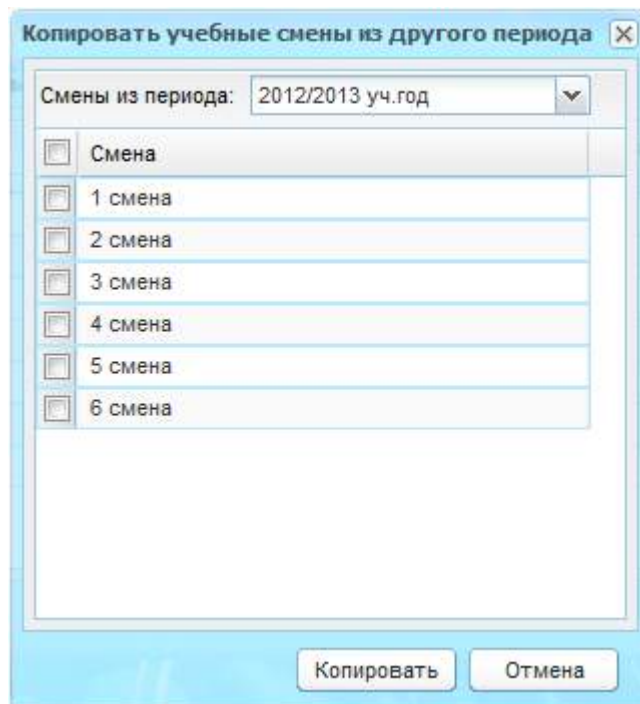 Копировать учебные смены из другого периода
Смены из периода: 2012/2013 уч.год
Смена
1 смена
2 смена
3 смена
4 смена
5 смена
6 смена
Копировать Отмена